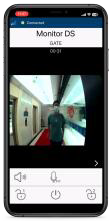 Connected
Monitor DS
GATE
00:31